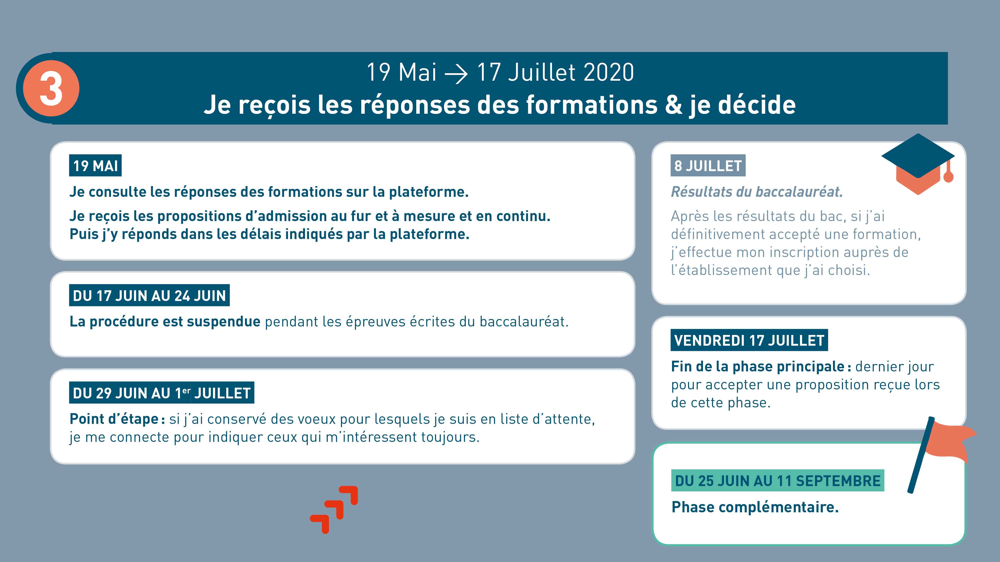 3
19 Mai → 17 Juillet 2020
Je reçois les réponses des formations & je décide
19 MAI
Je consulte les réponses des formations sur la plateforme.
Je reçois les propositions d’admission au fur et à mesure et en continu.
Puis j’y réponds dans les délais indiqués par la plateforme.
DU 17 JUIN AU 24 JUIN
La procédure est suspendue pendant les épreuves écrites du baccalauréat.
DU 29 JUIN AU 1er JUILLET
Point d’étape : si j’ai conservé des voeux pour lesquels je suis en liste d’attente,
je me connecte pour indiquer ceux qui m’intéressent toujours.
8 JUILLET
Résultats du baccalauréat.
Après les résultats du bac, si j’ai
définitivement accepté une formation,
j’effectue mon inscription auprès de
l’établissement que j’ai choisi.
VENDREDI 17 JUILLET
Fin de la phase principale : dernier jour
pour accepter une proposition reçue lors
de cette phase.
DU 25 JUIN AU 11 SEPTEMBRE
Phase complémentaire.